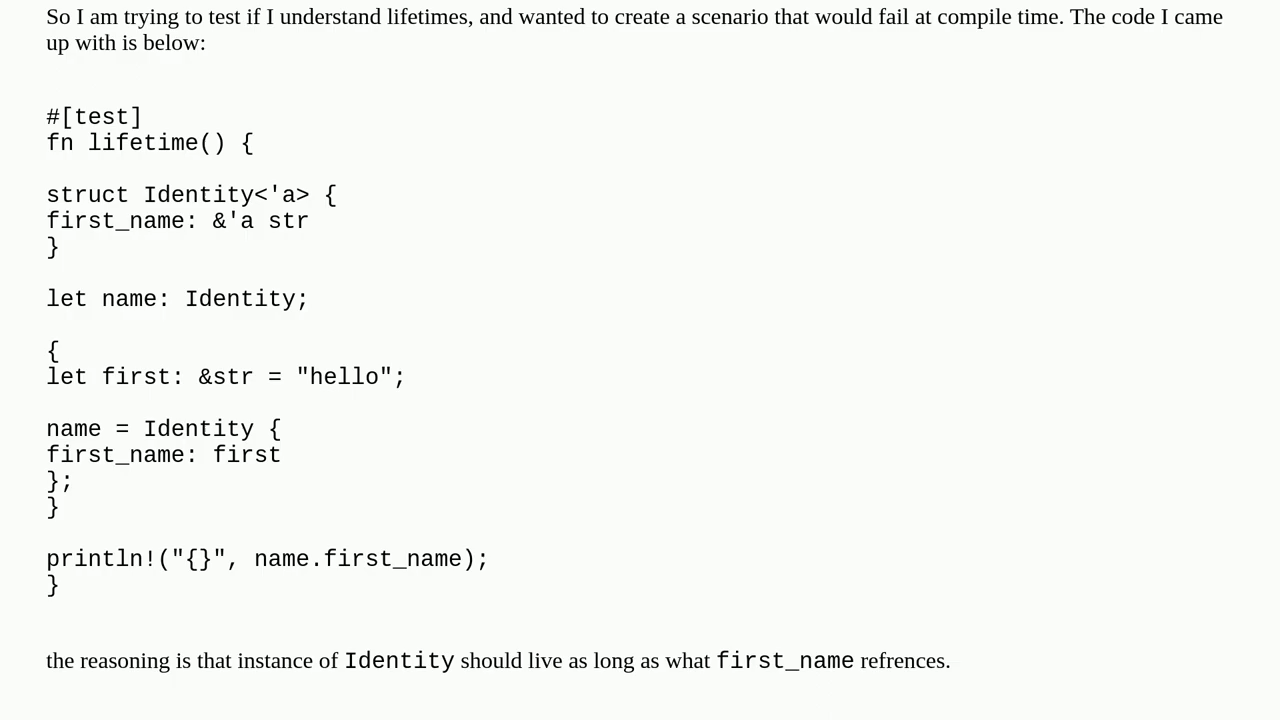 So I am trying to test if I understand lifetimes, and wanted to create a scenario that would fail at compile time. The code I came
up with is below:
#[test]
fn lifetime() {
struct Identity<'a> {
first_name: &'a str
}
let name: Identity;
{
let first: &str = "hello";
name = Identity {
first_name: first
};
}
println!("{}", name.first_name);
}
the reasoning is that instance of Identity should live as long as what first_name refrences.